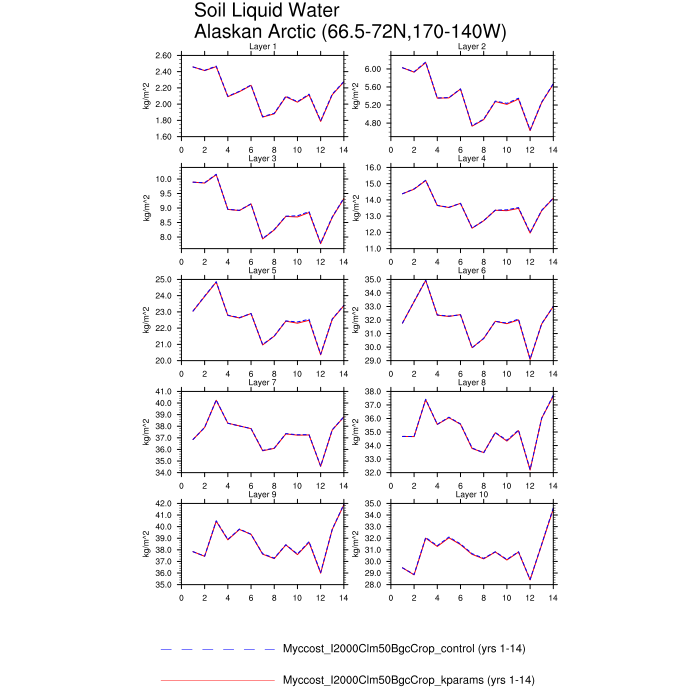 Soil Liquid Water
Alaskan Arctic (66.5-72N,170-140W)
Layer 1
2.60
2.40
2.20
2.00
1.80
1.60
kg/m^2
0 2 4 6 8 10 12 14
Layer 2
6.00
5.60
5.20
4.80
kg/m^2
0 2 4 6 8 10 12 14
Layer 3
10.0
9.5
9.0
8.5
8.0
kg/m^2
0 2 4 6 8 10 12 14
Layer 4
16.0
15.0
14.0
13.0
12.0
11.0
kg/m^2
0 2 4 6 8 10 12 14
Layer 5
25.0
24.0
23.0
22.0
21.0
20.0
kg/m^2
0 2 4 6 8 10 12 14
Layer 6
35.0
34.0
33.0
32.0
31.0
30.0
29.0
kg/m^2
0 2 4 6 8 10 12 14
Layer 7
41.0
40.0
39.0
38.0
37.0
36.0
35.0
34.0
kg/m^2
0 2 4 6 8 10 12 14
Layer 8
38.0
37.0
36.0
35.0
34.0
33.0
32.0
kg/m^2
0 2 4 6 8 10 12 14
Layer 9
42.0
41.0
40.0
39.0
38.0
37.0
36.0
35.0
kg/m^2
0 2 4 6 8 10 12 14
Layer 10
35.0
34.0
33.0
32.0
31.0
30.0
29.0
28.0
kg/m^2
0 2 4 6 8 10 12 14
Myccost_I2000Clm50BgcCrop_control (yrs 1-14)
Myccost_I2000Clm50BgcCrop_kparams (yrs 1-14)